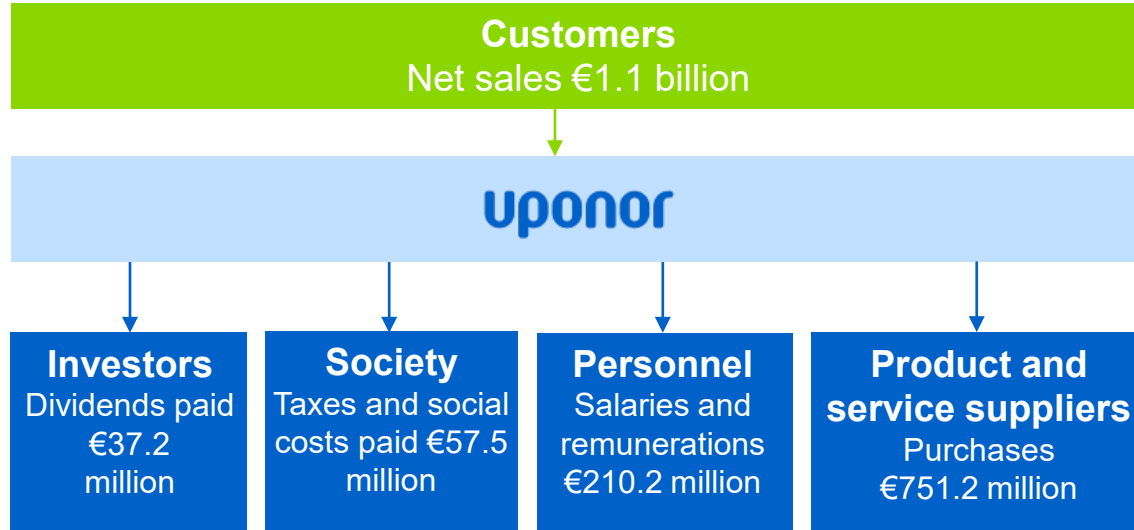 Customers
Net sales €1.1 billion
uponor
Investors
Dividends paid
€37.2
million
Society
Taxes and social
costs paid €57.5
million
Personnel
Salaries and
remunerations
€210.2 million
Product and
service suppliers
Purchases
€751.2 million